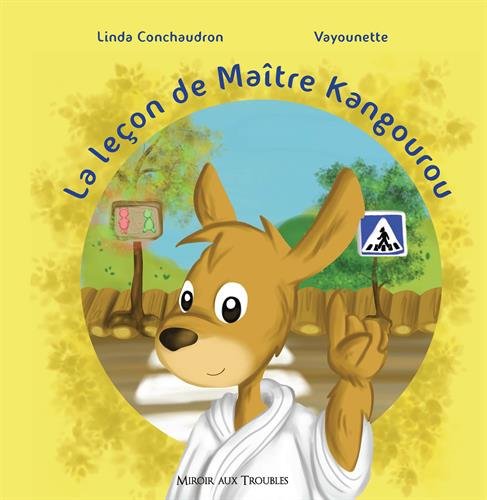 Linda Conchaudron
Vayounette
La leçon de Maître Kangourou
MIROIR AUX TROUBLES